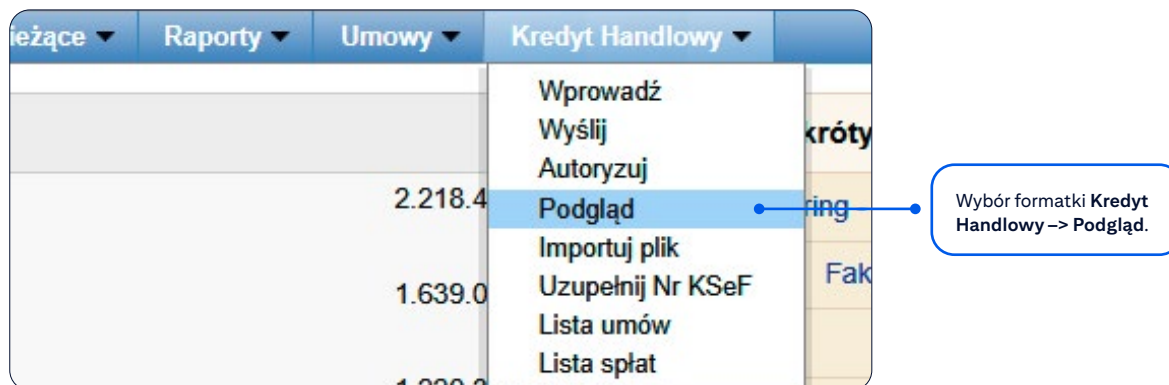 Raporty Umowy Kredyt Handlowy
Wprowadź
Wyślij
Autoryzuj
2.218.4 Podgląd
Importuj plik
1.639.0 Uzupełnij Nr KSeF
Lista umów
Lista spłat
Wybór formatki Kredyt
Handlowy –> Podgląd.